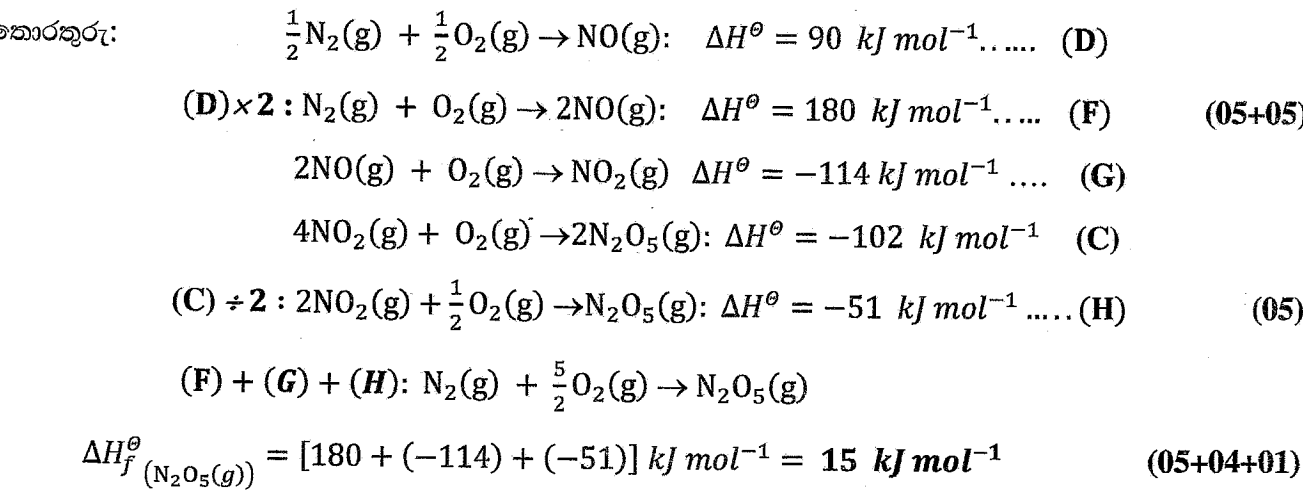 තොරතුරු: ½N₂(g) + ½O₂(g) → NO(g): ΔH^Θ = 90 kJ mol⁻¹...... (D)
(D)×2 : N₂(g) + O₂(g) → 2NO(g): ΔH^Θ = 180 kJ mol⁻¹..... (F) (05+05)
2NO(g) + O₂(g) → NO₂(g) ΔH^Θ = −114 kJ mol⁻¹ .... (G)
4NO₂(g) + O₂(g) →2N₂O₅(g): ΔH^Θ = −102 kJ mol⁻¹ (C)
(C) ÷2 : 2NO₂(g) + ½O₂(g) →N₂O₅(g): ΔH^Θ = −51 kJ mol⁻¹ .....(H) (05)
(F) + (G) + (H): N₂(g) + 5/2O₂(g) → N₂O₅(g)
ΔH_f^Θ (N₂O₅(g)) = [180 + (−114) + (−51)] kJ mol⁻¹ = 15 kJ mol⁻¹ (05+04+01)